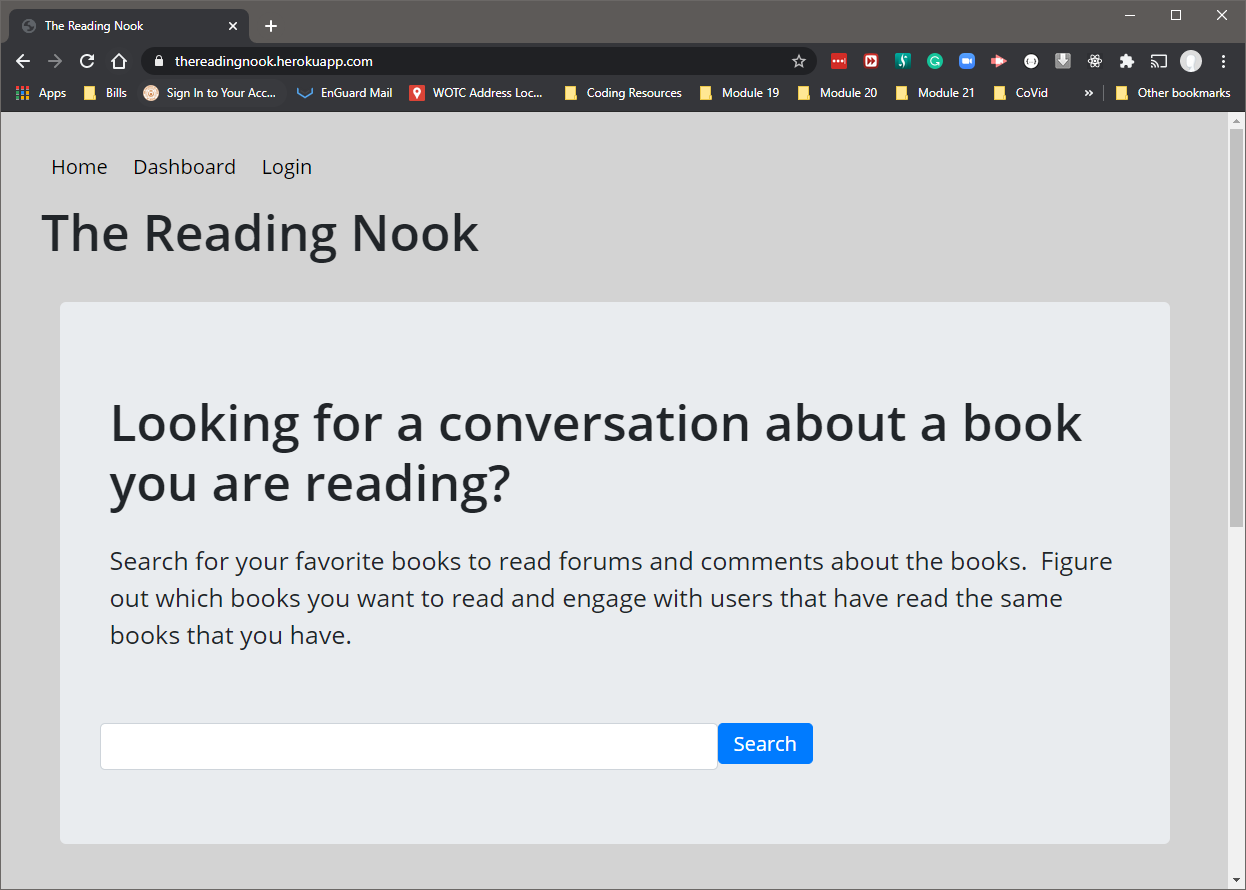 The Reading Nook
thereadingnook.herokuapp.com
Apps Bills Sign In to Your Acc... EnGuard Mail WOTC Address Loc... Coding Resources Module 19 Module 20 Module 21 CoVid » Other bookmarks
Home Dashboard Login
The Reading Nook
Looking for a conversation about a book
you are reading?
Search for your favorite books to read forums and comments about the books. Figure
out which books you want to read and engage with users that have read the same
books that you have.
Search